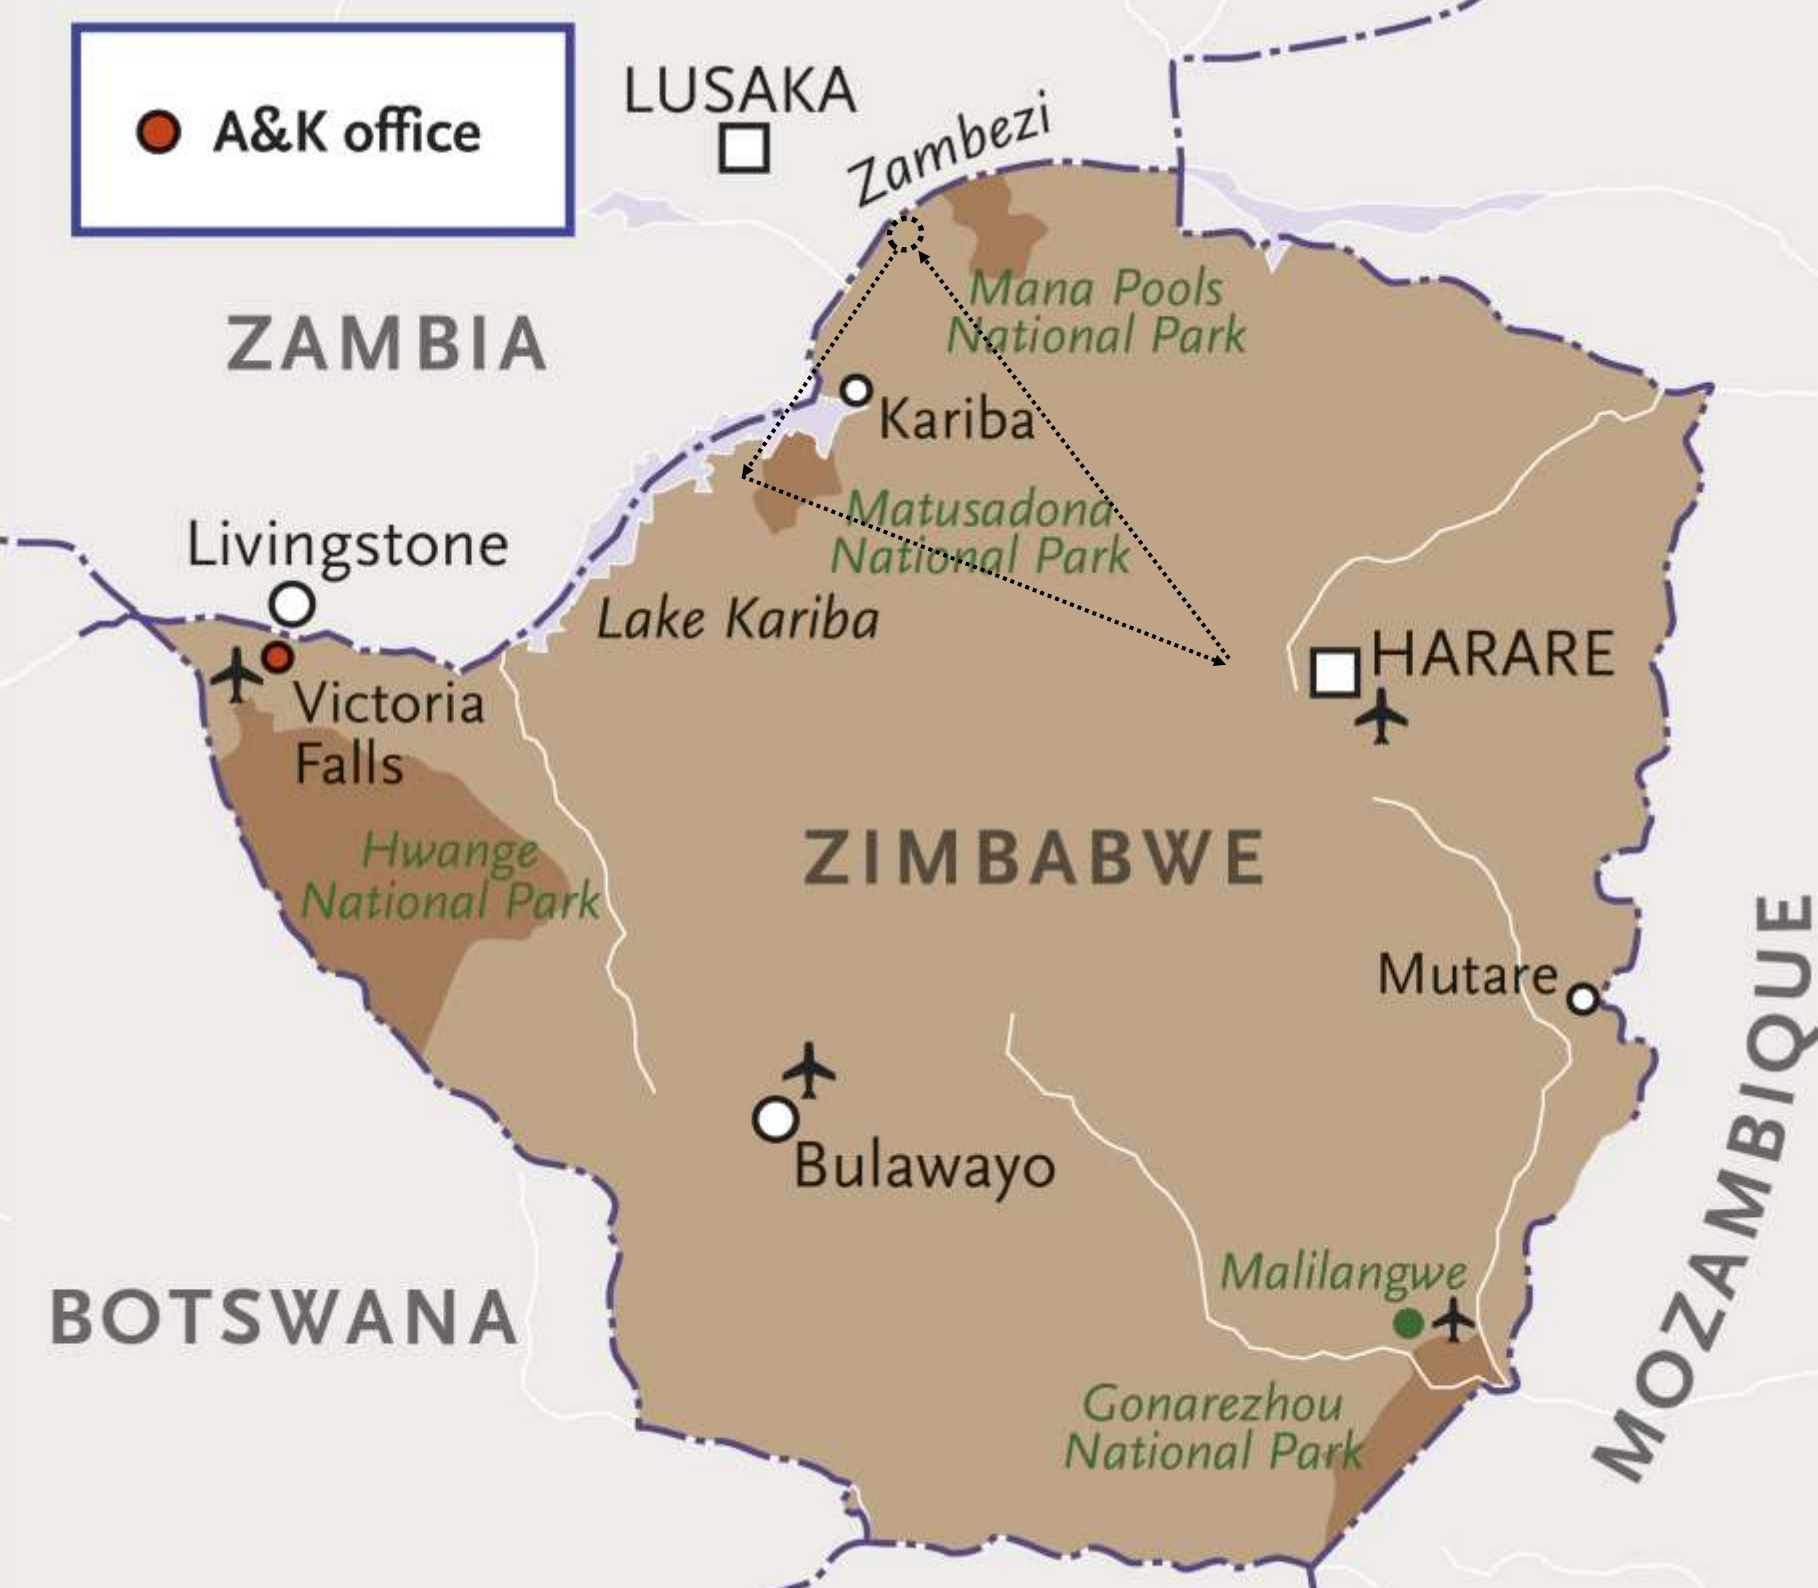 A&K office
LUSAKA
Zambezi
ZAMBIA
Mana Pools
National Park
Kariba
Matusadona
National Park
Livingstone
Lake Kariba
HARARE
Victoria
Falls
Hwange
National Park
ZIMBABWE
Mutare
MOZAMBIQUE
Bulawayo
BOTSWANA
Malilangwe
Gonarezhou
National Park